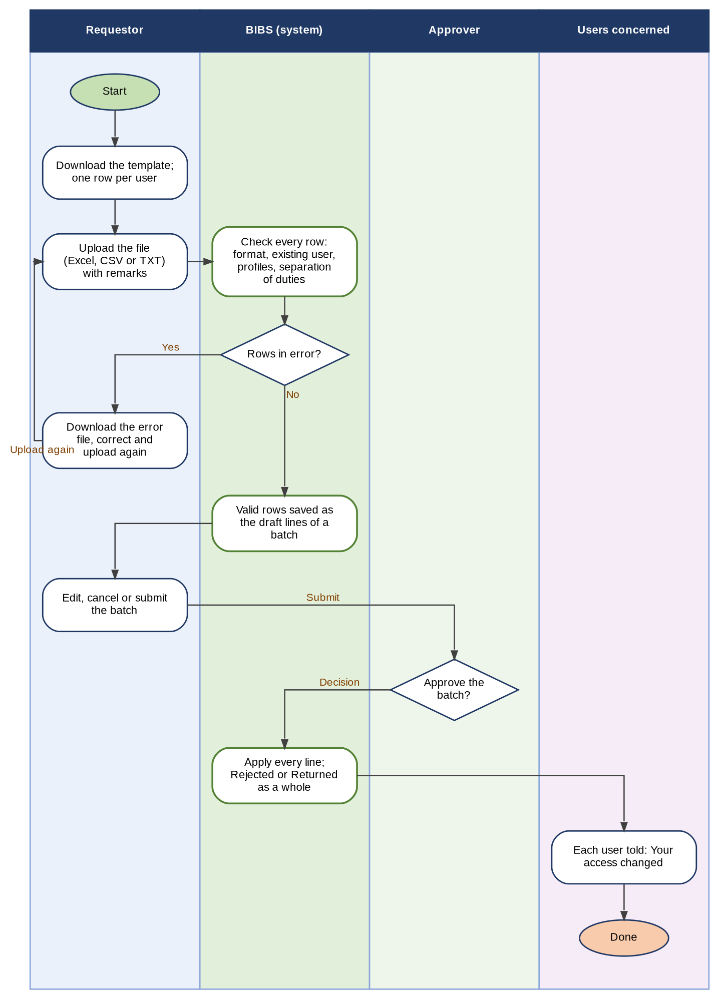 Requestor
BIBS (system)
Approver
Users concerned
Start
Download the template;
one row per user
Upload the file
(Excel, CSV or TXT)
with remarks
Check every row:
format, existing user,
profiles, separation
of duties
Rows in error?
Yes
No
Download the error
file, correct and
upload again
Upload again
Valid rows saved as
the draft lines of a
batch
Edit, cancel or submit
the batch
Submit
Approve the
batch?
Decision
Apply every line;
Rejected or Returned
as a whole
Each user told: Your
access changed
Done